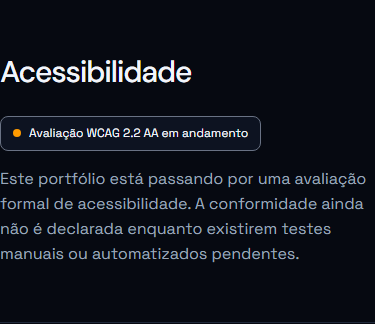 Acessibilidade
Avaliação WCAG 2.2 AA em andamento
Este portfólio está passando por uma avaliação
formal de acessibilidade. A conformidade ainda
não é declarada enquanto existirem testes
manuais ou automatizados pendentes.